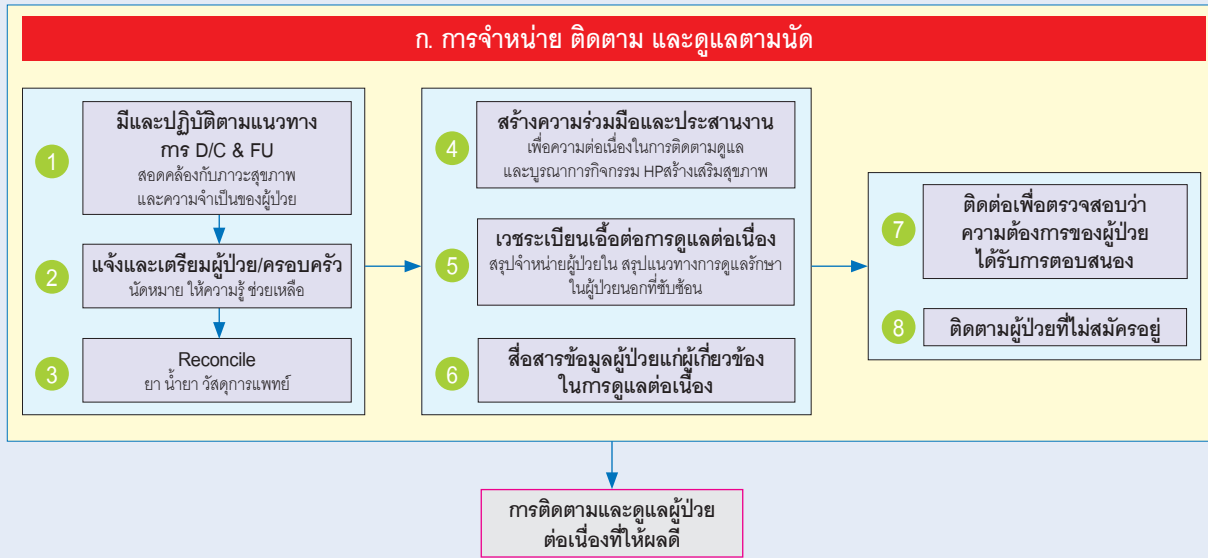 ก. การจำหน่าย ติดตาม และดูแลตามนัด
1
มีและปฏิบัติตามแนวทาง
การ D/C & FU
สอดคล้องกับภาวะสุขภาพ
และความจำเป็นของผู้ป่วย
2
แจ้งและเตรียมผู้ป่วย/ครอบครัว
นัดหมาย ให้ความรู้ ช่วยเหลือ
3
Reconcile
ยา น้ำยา วัสดุการแพทย์
4
สร้างความร่วมมือและประสานงาน
เพื่อความต่อเนื่องในการติดตามดูแล
และบูรณาการกิจกรรม HPสร้างเสริมสุขภาพ
5
เวชระเบียนเอื้อต่อการดูแลต่อเนื่อง
สรุปจำหน่ายผู้ป่วยใน สรุปแนวทางการดูแลรักษา
ในผู้ป่วยนอกที่ซับซ้อน
6
สื่อสารข้อมูลผู้ป่วยแก่ผู้เกี่ยวข้อง
ในการดูแลต่อเนื่อง
7
ติดต่อเพื่อตรวจสอบว่า
ความต้องการของผู้ป่วย
ได้รับการตอบสนอง
8
ติดตามผู้ป่วยที่ไม่สมัครอยู่
การติดตามและดูแลผู้ป่วย
ต่อเนื่องที่ให้ผลดี